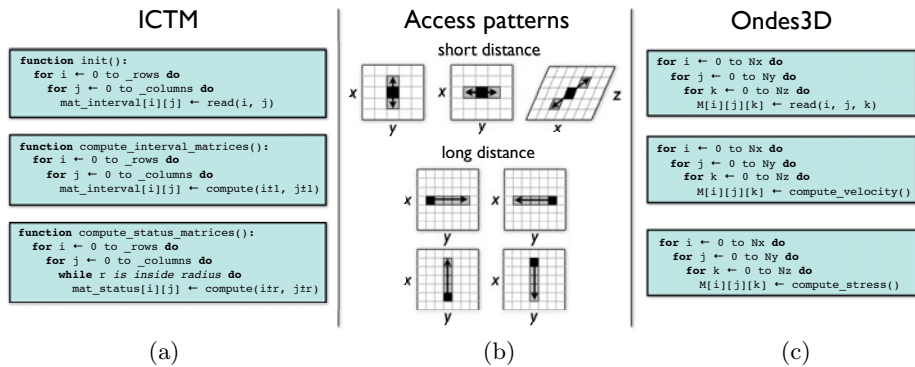 ICTM
function init():
for i ← 0 to _rows do
for j ← 0 to _columns do
mat_interval[i][j] ← read(i, j)
function compute_interval_matrices():
for i ← 0 to _rows do
for j ← 0 to _columns do
mat_interval[i][j] ← compute(i±1, j±1)
function compute_status_matrices():
for i ← 0 to _rows do
for j ← 0 to _columns do
while r is inside radius do
mat_status[i][j] ← compute(i±r, j±r)
(a)
Access patterns
short distance
x
y
x
y
x
z
long distance
x
y
x
y
x
y
x
y
(b)
Ondes3D
for i ← 0 to Nx do
for j ← 0 to Ny do
for k ← 0 to Nz do
M[i][j][k] ← read(i, j, k)
for i ← 0 to Nx do
for j ← 0 to Ny do
for k ← 0 to Nz do
M[i][j][k] ← compute_velocity()
for i ← 0 to Nx do
for j ← 0 to Ny do
for k ← 0 to Nz do
M[i][j][k] ← compute_stress()
(c)